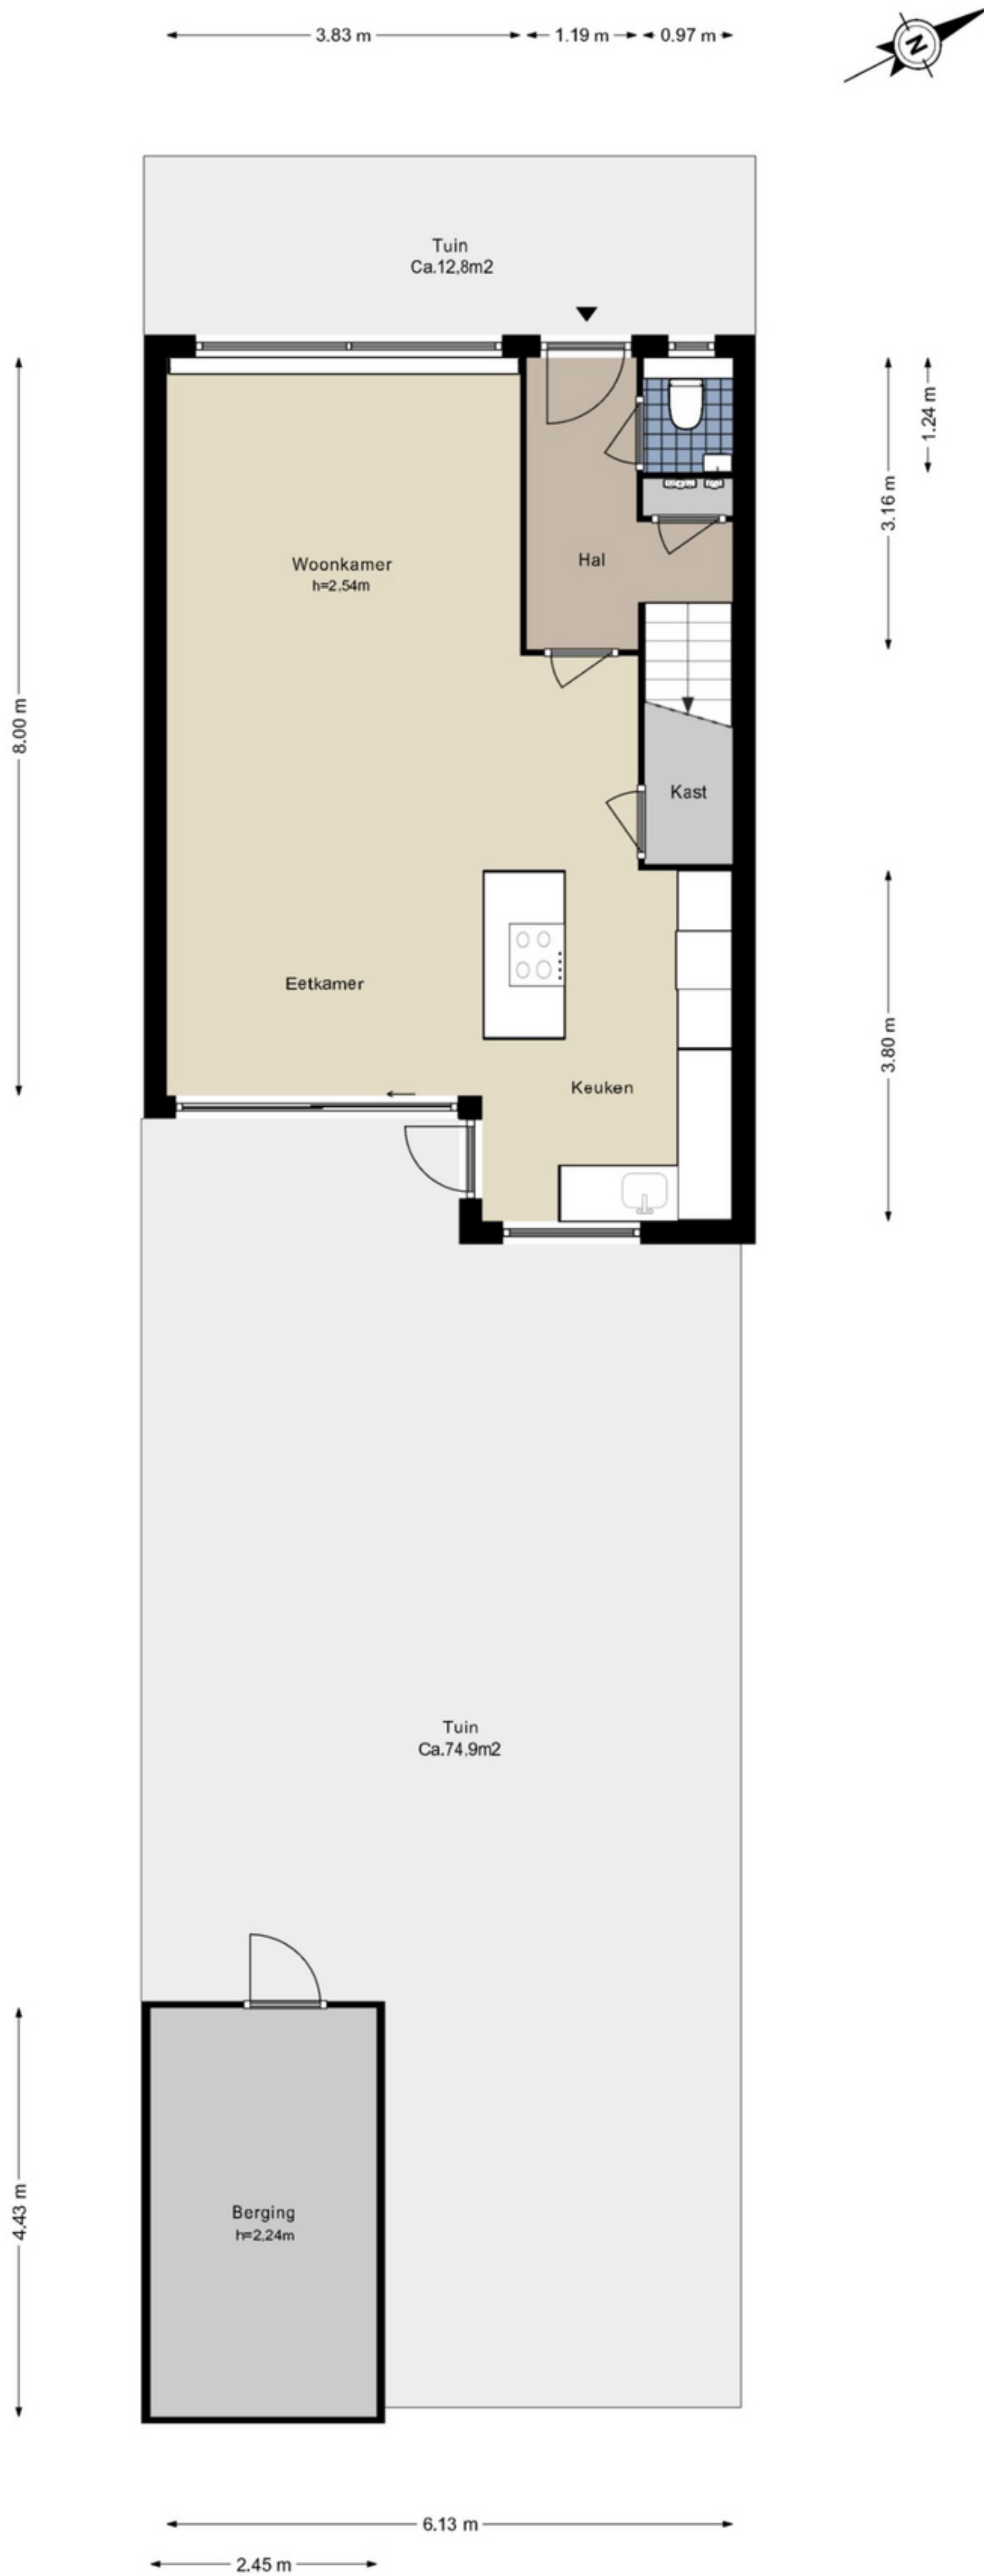 3.83 m
1.19 m
0.97 m
N
Tuin
Ca.12,8m2
1.24 m
3.16 m
Woonkamer
h=2,54m
Hal
8.00 m
Kast
Eetkamer
3.80 m
Keuken
Tuin
Ca.74,9m2
4.43 m
Berging
h=2,24m
6.13 m
2.45 m